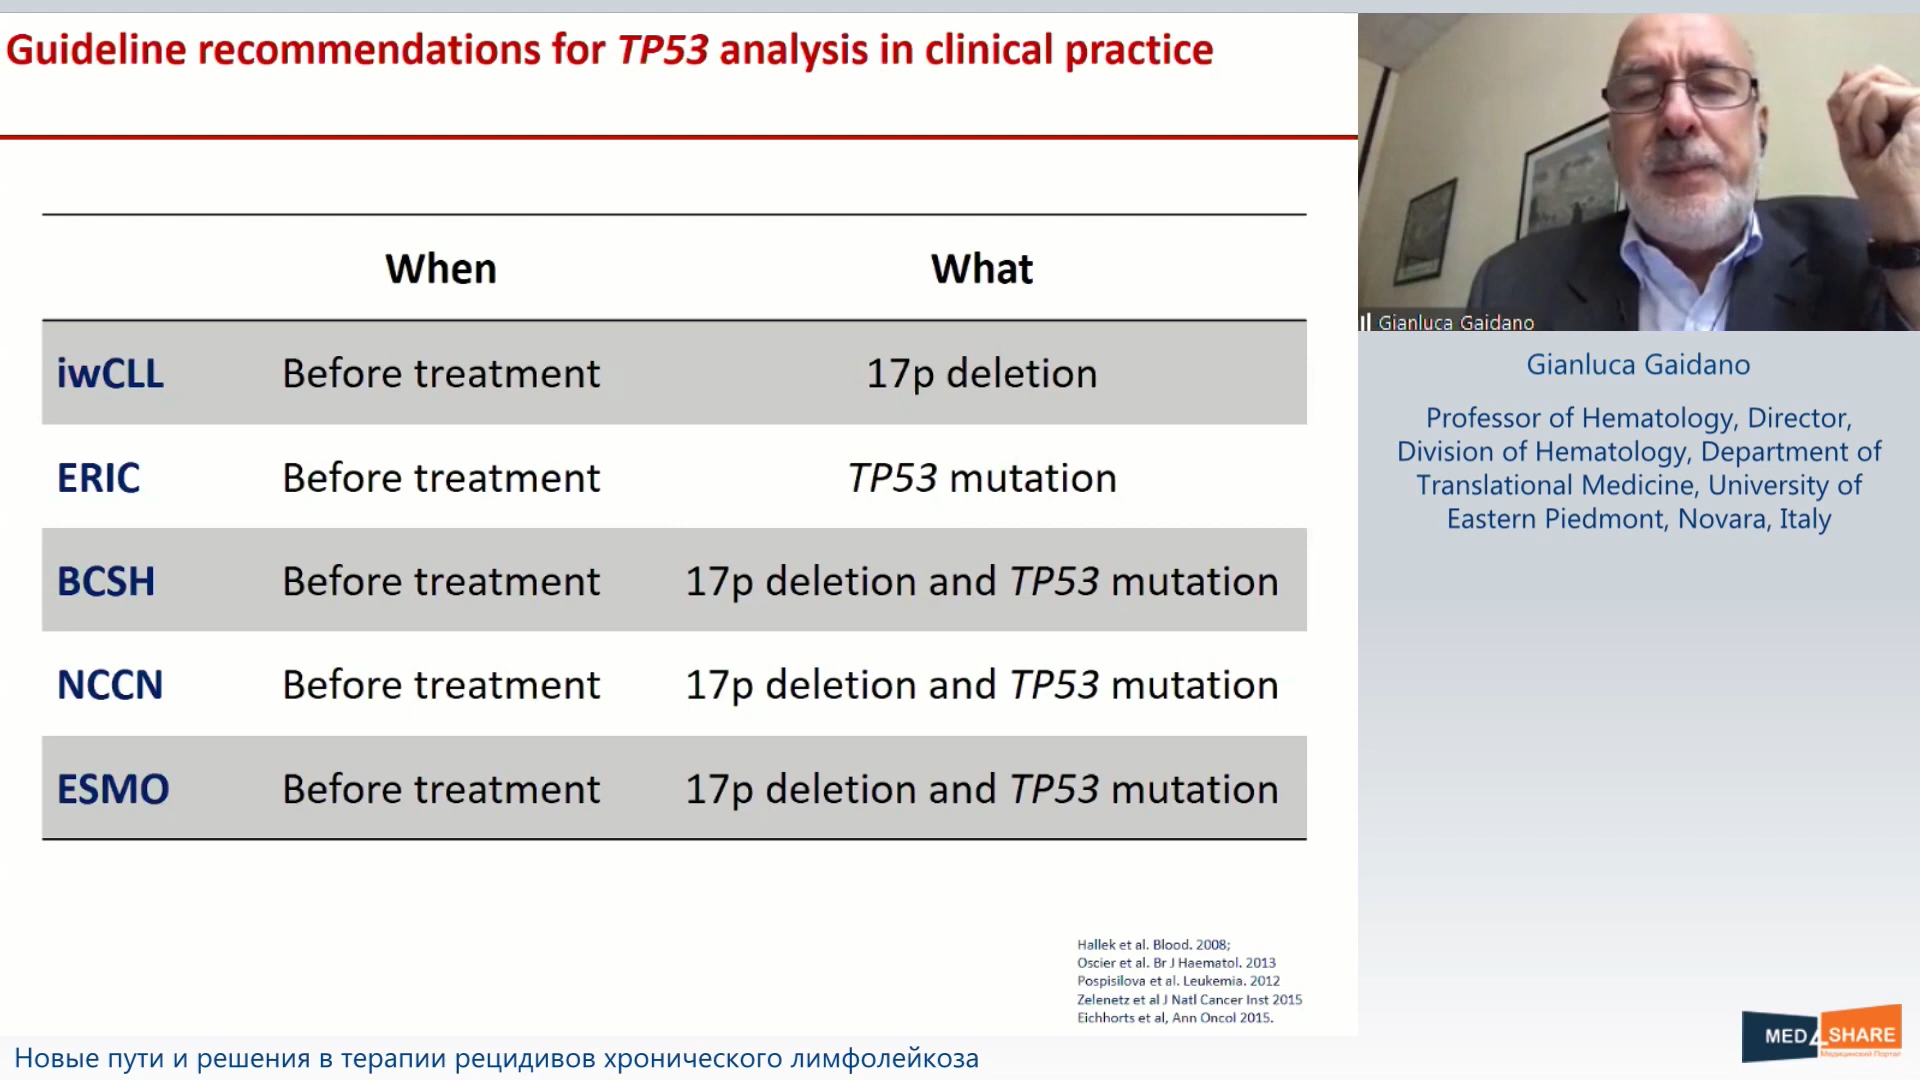 Guideline recommendations for TP53 analysis in clinical practice
When What
iwCLL Before treatment 17p deletion
ERIC Before treatment TP53 mutation
BCSH Before treatment 17p deletion and TP53 mutation
NCCN Before treatment 17p deletion and TP53 mutation
ESMO Before treatment 17p deletion and TP53 mutation
Hallek et al. Blood. 2008;
Oscier et al. Br J Haematol. 2013
Pospisilova et al. Leukemia. 2012
Zelenetz et al J Natl Cancer Inst 2015
Eichhorts et al, Ann Oncol 2015.
Gianluca Gaidano
Gianluca Gaidano
Professor of Hematology, Director,
Division of Hematology, Department of
Translational Medicine, University of
Eastern Piedmont, Novara, Italy
MED4SHARE
Медицинский Портал
Новые пути и решения в терапии рецидивов хронического лимфолейкоза